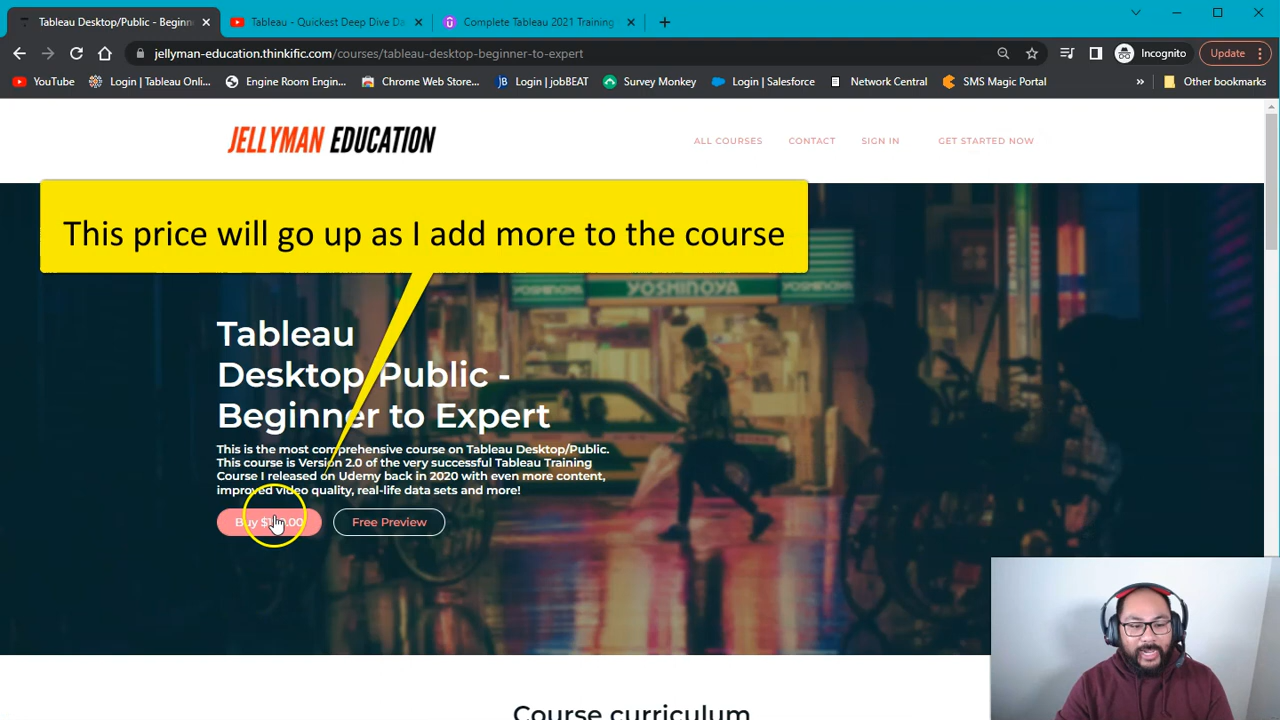 Tableau Desktop/Public - Beginn
Tableau - Quickest Deep Dive Da
Complete Tableau 2021 Training
jellyman-education.thinkific.com/courses/tableau-desktop-beginner-to-expert
Incognito
Update
YouTube
Login | Tableau Onli...
Engine Room Engin...
Chrome Web Store...
Login | jobBEAT
Survey Monkey
Login | Salesforce
Network Central
SMS Magic Portal
»
Other bookmarks
JELLYMAN EDUCATION
ALL COURSES
CONTACT
SIGN IN
GET STARTED NOW
This price will go up as I add more to the course
YOSHINOYA
Tableau
Desktop/Public -
Beginner to Expert
This is the most comprehensive course on Tableau Desktop/Public.
This course is Version 2.0 of the very successful Tableau Training
Course I released on Udemy back in 2020 with even more content,
improved video quality, real-life data sets and more!
Buy
Free Preview
Course curriculum